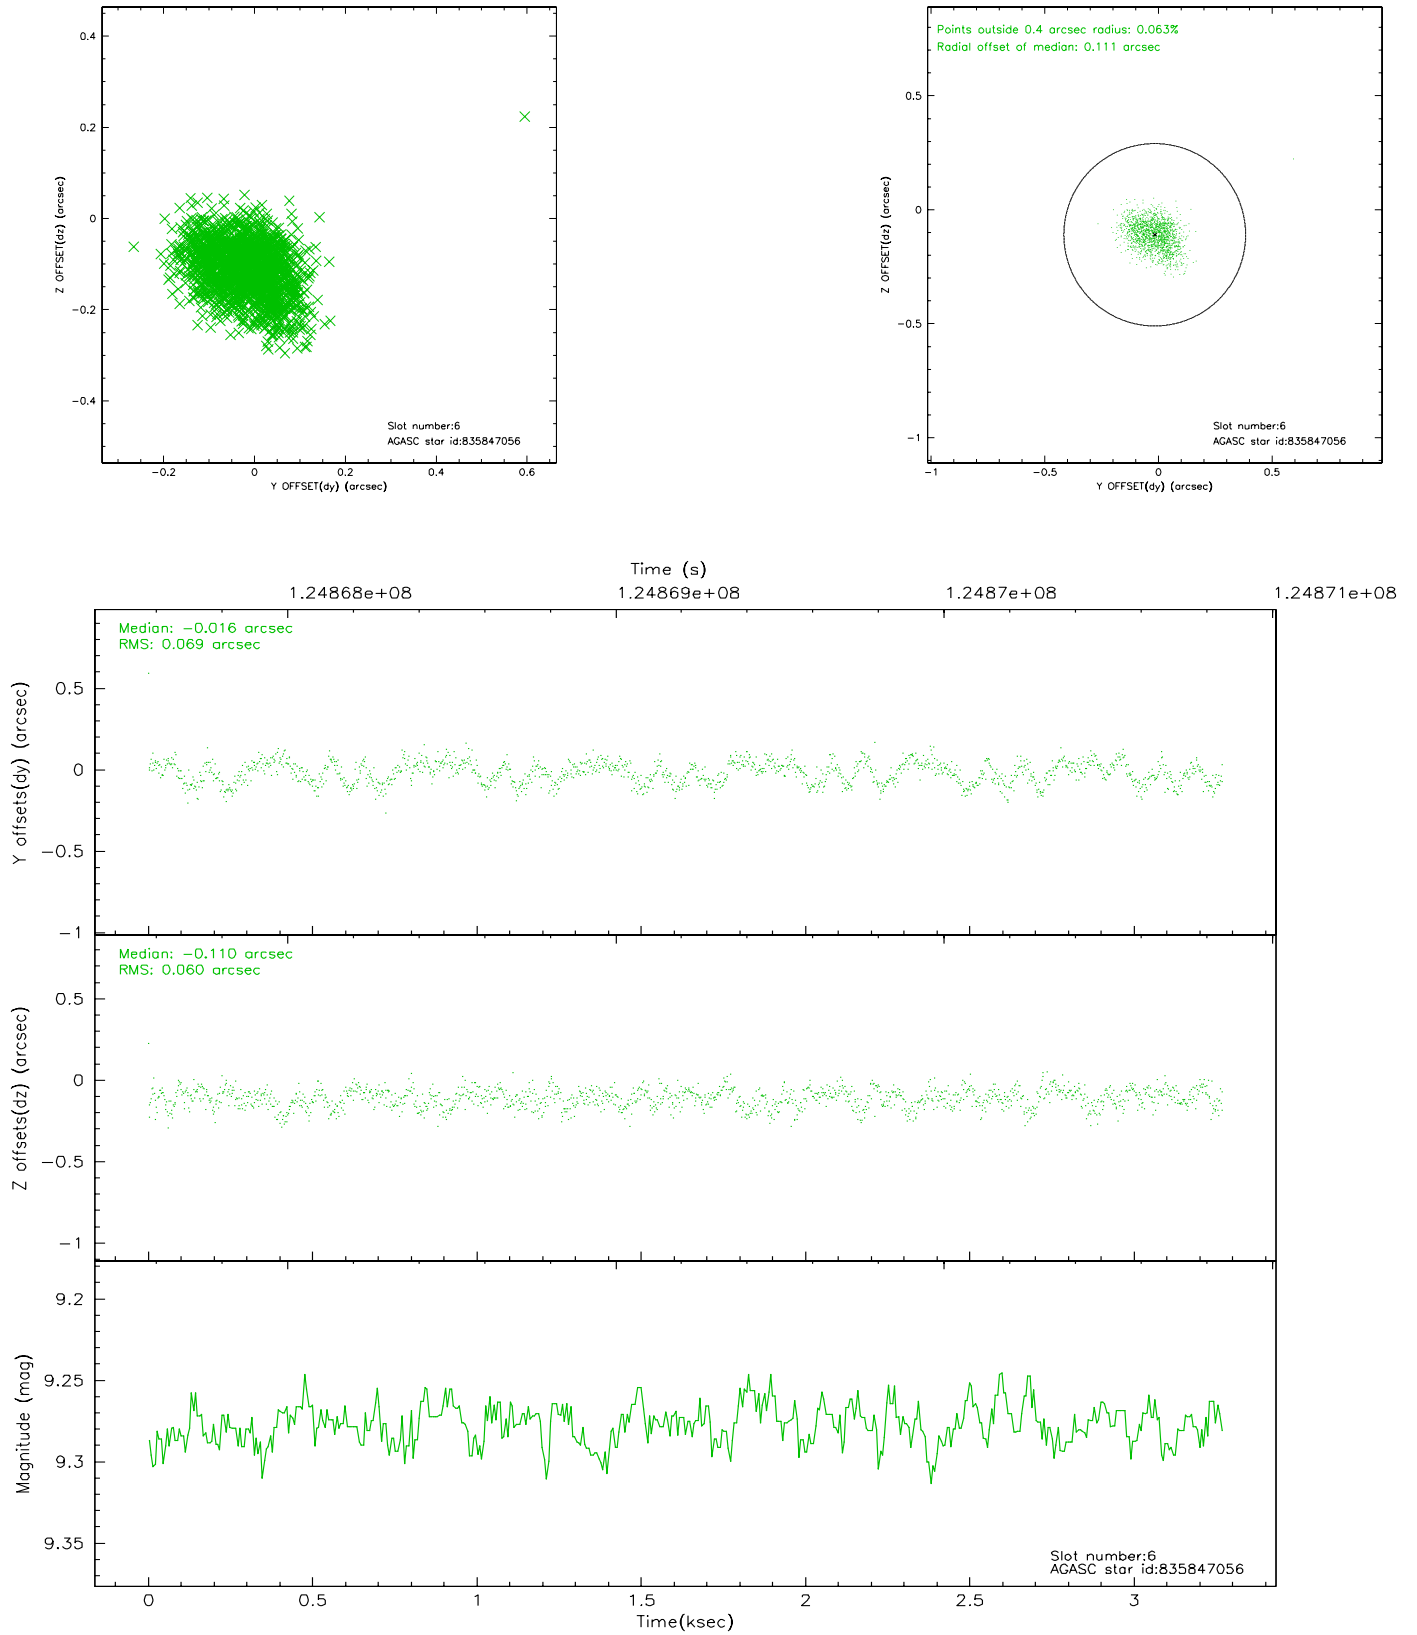 0.4
0.2
0
−0.2
−0.4
Z OFFSET(dz) (arcsec)
Slot number:6
AGASC star id:835847056
−0.2
0
0.2
0.4
0.6
Y OFFSET(dy) (arcsec)
Points outside 0.4 arcsec radius: 0.063%
Radial offset of median: 0.111 arcsec
0.5
0
−0.5
−1
Z OFFSET(dz) (arcsec)
Slot number:6
AGASC star id:835847056
−1
−0.5
0
0.5
Y OFFSET(dy) (arcsec)
Time (s)
1.24868e+08
1.24869e+08
1.2487e+08
1.24871e+08
Median: −0.016 arcsec
RMS: 0.069 arcsec
0.5
0
−0.5
−1
Y offsets(dy) (arcsec)
Median: −0.110 arcsec
RMS: 0.060 arcsec
0.5
0
−0.5
−1
Z offsets(dz) (arcsec)
9.2
9.25
9.3
9.35
Magnitude (mag)
Slot number:6
AGASC star id:835847056
0
0.5
1
1.5
2
2.5
3
Time(ksec)